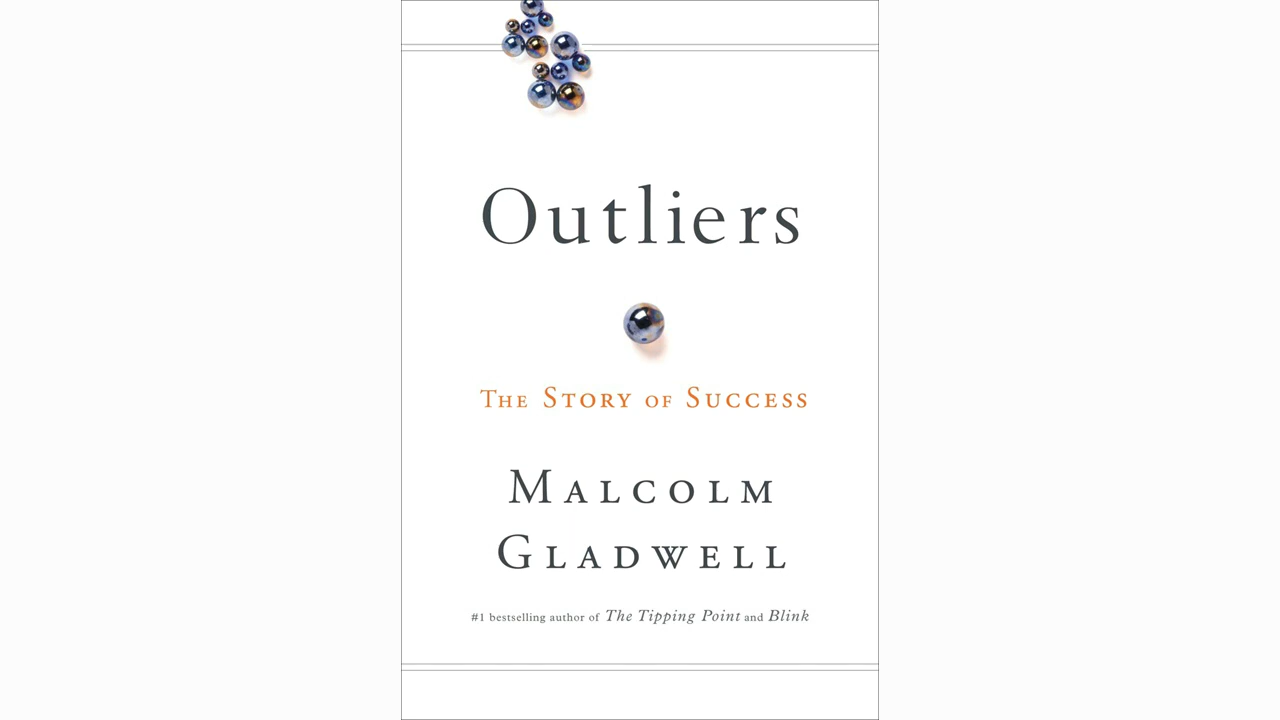 Outliers
The Story of Success
Malcolm
Gladwell
#1 bestselling author of The Tipping Point and Blink